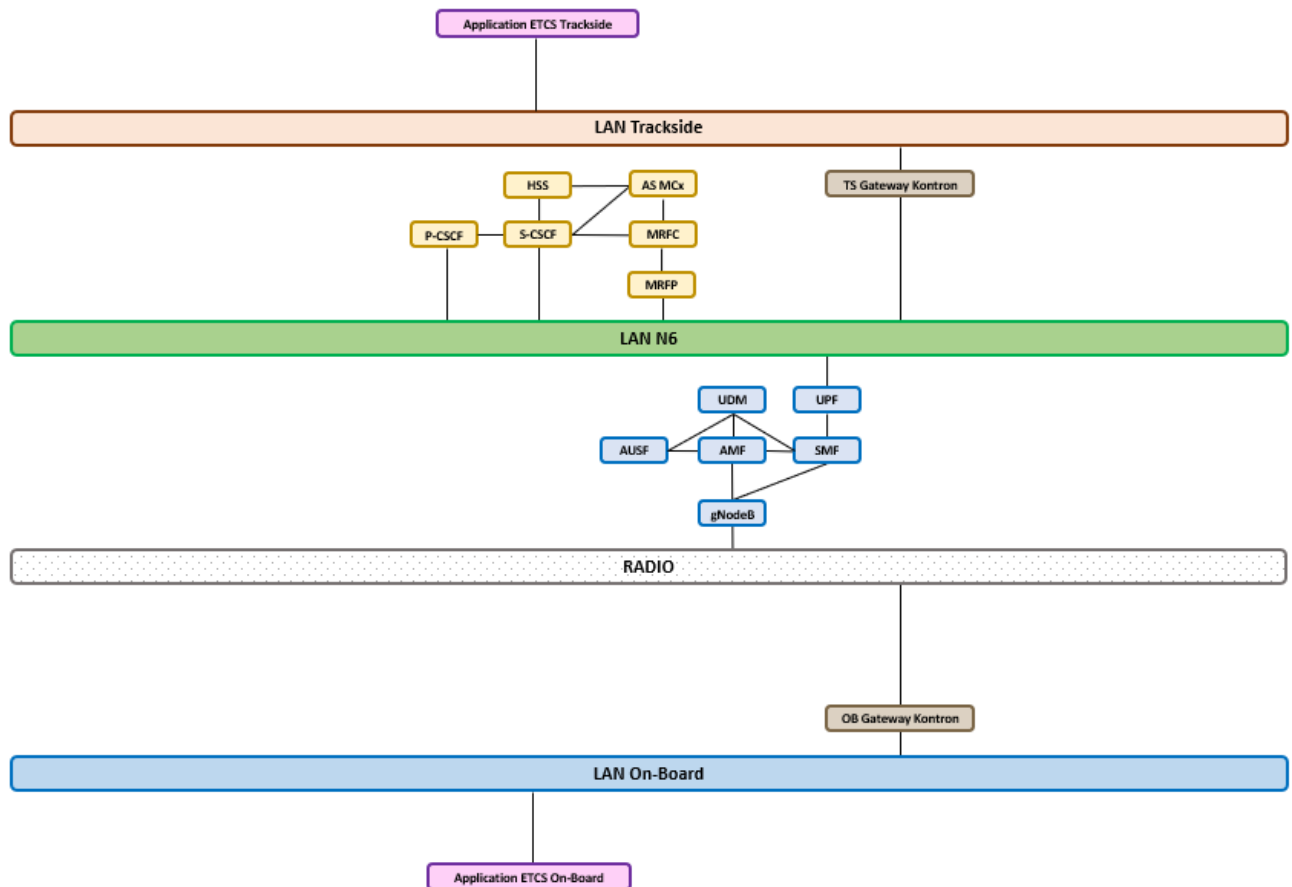 Application ETCS Trackside
LAN Trackside
HSS
AS MCx
TS Gateway Kontron
P-CSCF
S-CSCF
MRFC
MRFP
LAN N6
UDM
UPF
AUSF
AMF
SMF
gNodeB
RADIO
OB Gateway Kontron
LAN On-Board
Application ETCS On-Board